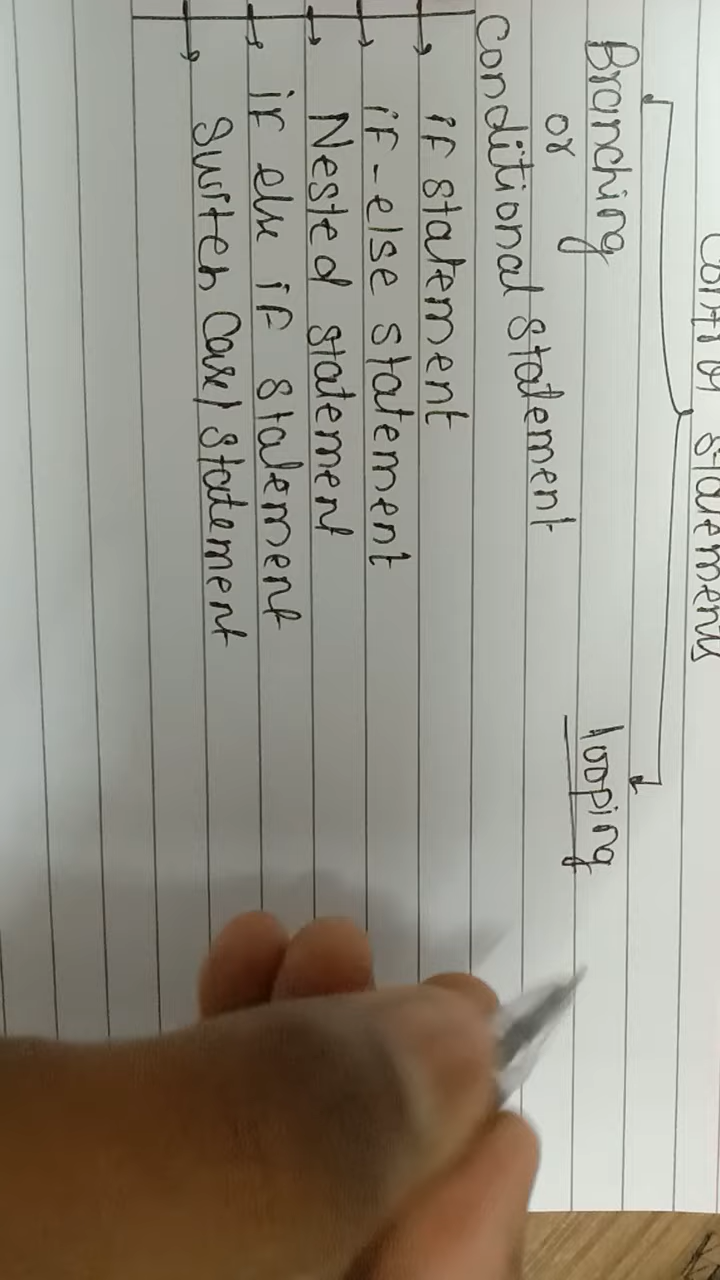 Control statements
Branching
or
Conditional statement
looping
→ if statement
→ if-else statement
→ Nested statement
→ if else if statement
→ Switch Case/ statement